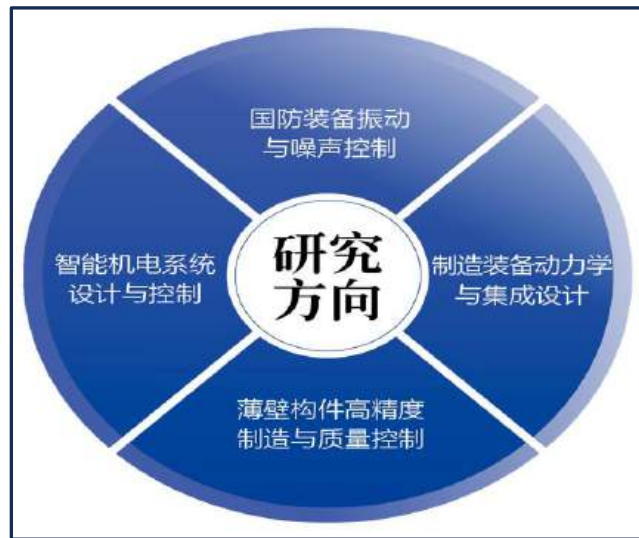 国防装备振动
与噪声控制
智能机电系统
设计与控制
研究
方向
制造装备动力学
与集成设计
薄壁构件高精度
制造与质量控制